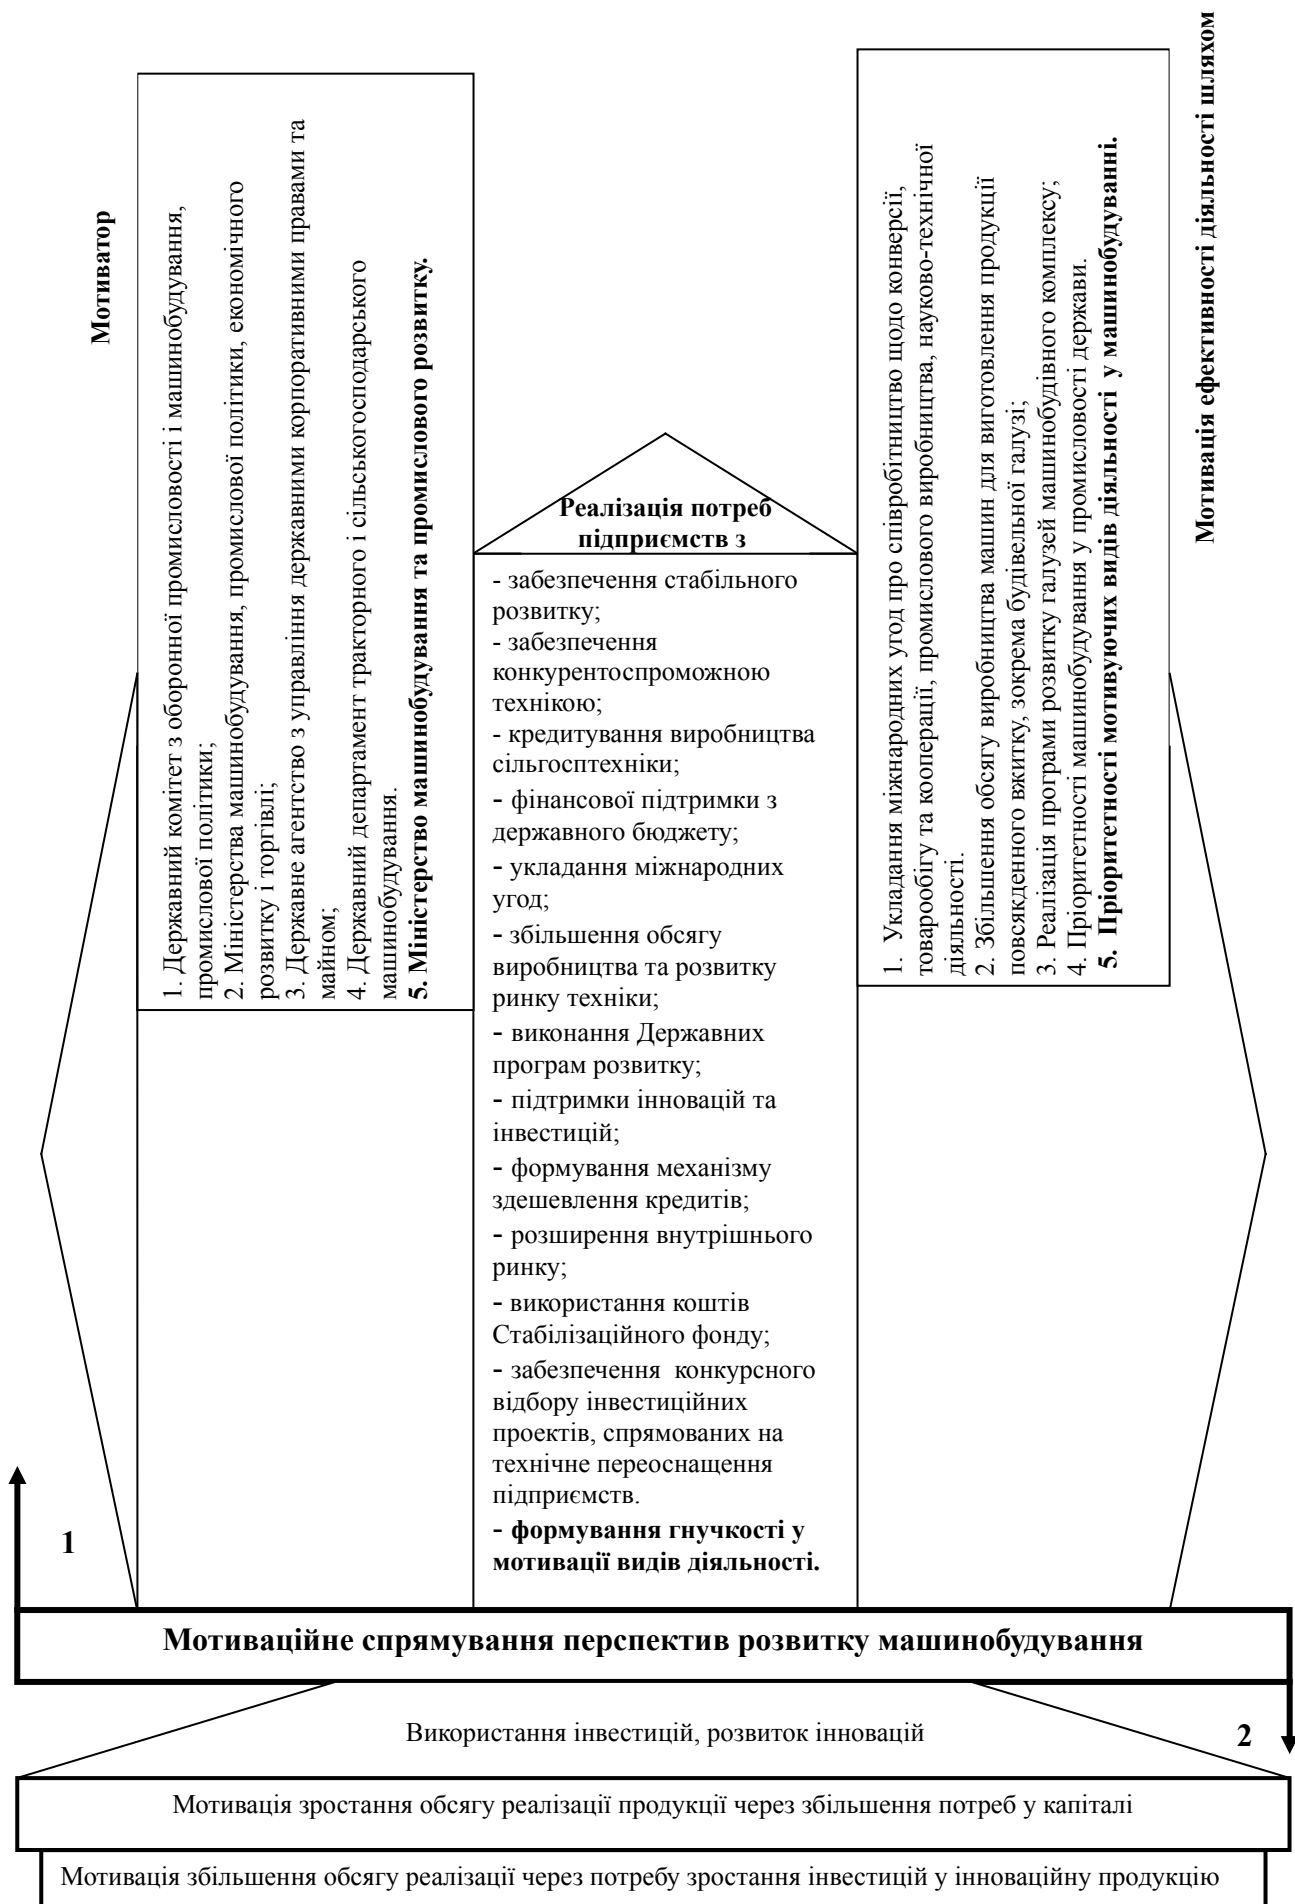 Мотиватор
1. Державний комітет з оборонної промисловості і машинобудування,
промислової політики;
2. Міністерства машинобудування, промислової політики, економічного
розвитку і торгівлі;
3. Державне агентство з управління державними корпоративними правами та
майном;
4. Державний департамент тракторного і сільськогосподарського
машинобудування.
5. Міністерство машинобудування та промислового розвитку.
Реалізація потреб
підприємств з
- забезпечення стабільного
розвитку;
- забезпечення
конкурентоспроможною
технікою;
- кредитування виробництва
сільгосптехніки;
- фінансової підтримки з
державного бюджету;
- укладання міжнародних
угод;
- збільшення обсягу
виробництва та розвитку
ринку техніки;
- виконання Державних
програм розвитку;
- підтримки інновацій та
інвестицій;
- формування механізму
здешевлення кредитів;
- розширення внутрішнього
ринку;
- використання коштів
Стабілізаційного фонду;
- забезпечення конкурсного
відбору інвестиційних
проектів, спрямованих на
технічне переоснащення
підприємств.
- формування гнучкості у
мотивації видів діяльності.
1. Укладання міжнародних угод про співробітництво щодо конверсії,
товарообігу та кооперації, промислового виробництва, науково-технічної
діяльності.
2. Збільшення обсягу виробництва машин для виготовлення продукції
повсякденного вжитку, зокрема будівельної галузі;
3. Реалізація програми розвитку галузей машинобудівного комплексу;
4. Пріоритетності машинобудування у промисловості держави.
5. Пріоритетності мотивуючих видів діяльності у машинобудуванні.
Мотивація ефективності діяльності шляхом
1
Мотиваційне спрямування перспектив розвитку машинобудування
Використання інвестицій, розвиток інновацій
2
Мотивація зростання обсягу реалізації продукції через збільшення потреб у капіталі
Мотивація збільшення обсягу реалізації через потребу зростання інвестицій у інноваційну продукцію